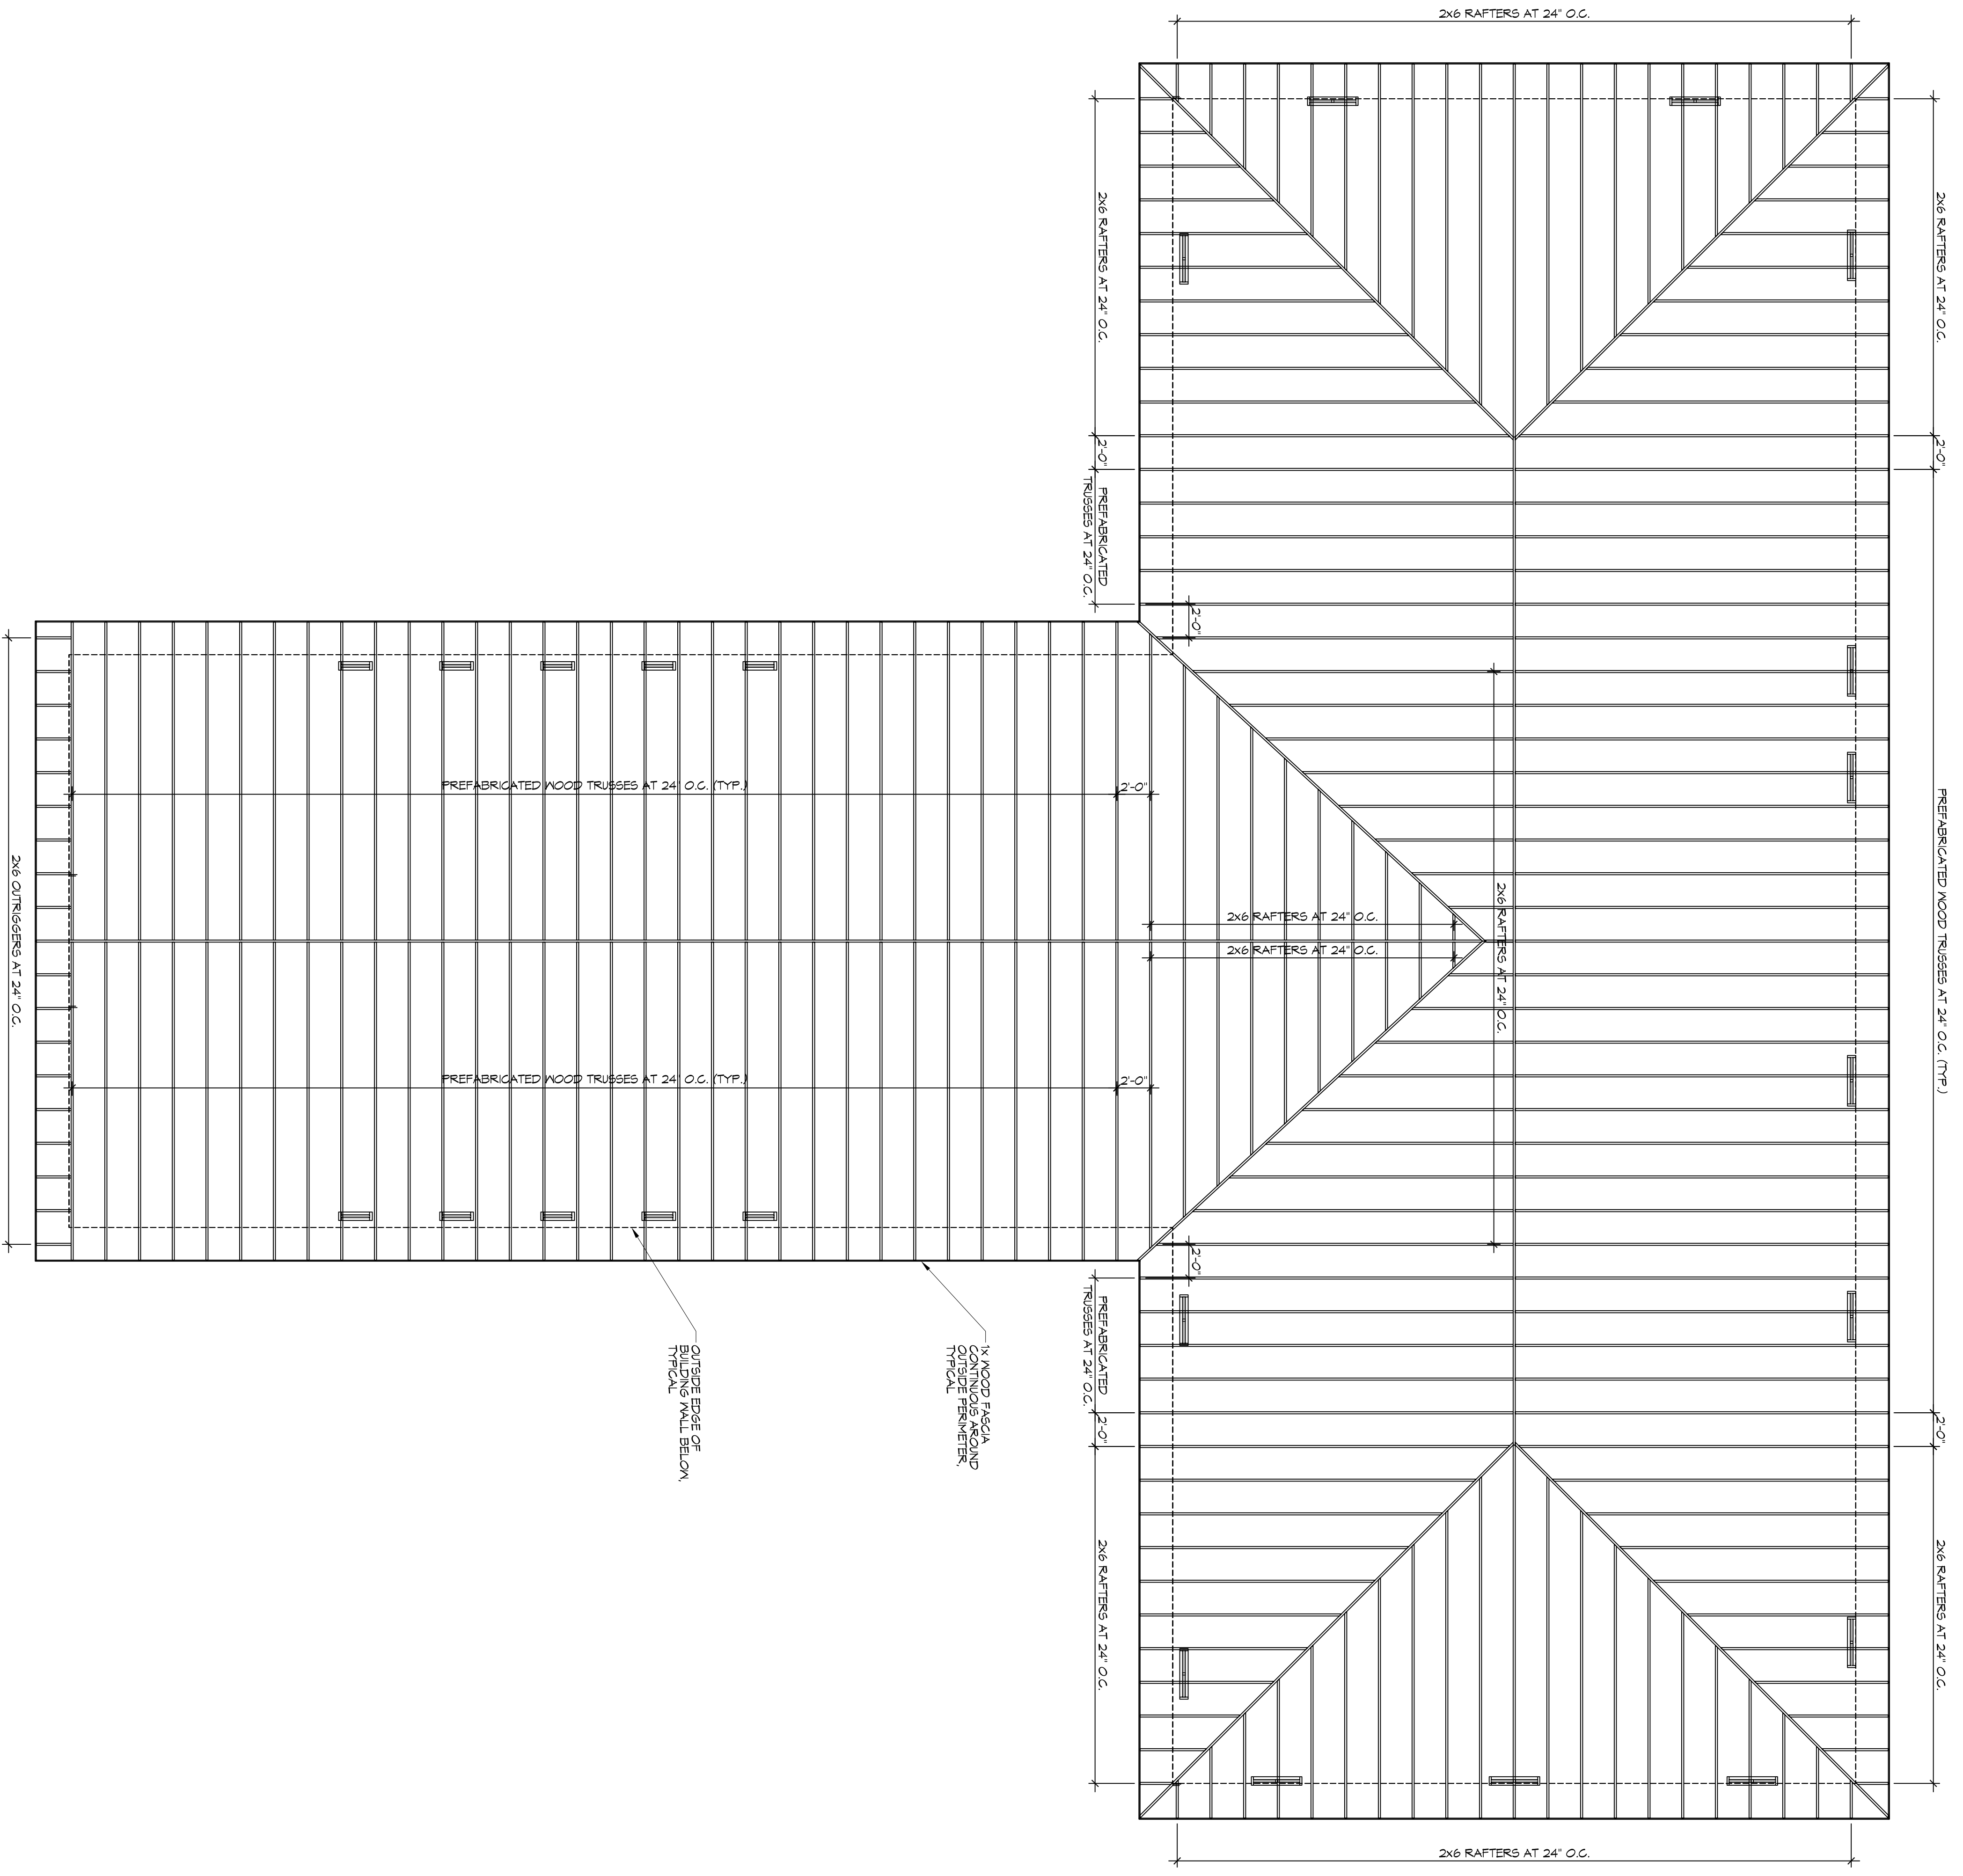 2x6 RAFTERS AT 24" O.C.
2x6 RAFTERS AT 24" O.C.
2x6 RAFTERS AT 24" O.C.
2'-0"
2'-0"
PREFABRICATED
TRUSSES AT 24" O.C.
2'-0"
PREFABRICATED WOOD TRUSSES AT 24" O.C. (TYP.)
PREFABRICATED WOOD TRUSSES AT 24" O.C. (TYP.)
2'-0"
2x6 OUTRIGGERS AT 24" O.C.
2x6 RAFTERS AT 24" O.C.
2x6 RAFTERS AT 24" O.C.
2x6 RAFTERS AT 24" O.C.
PREFABRICATED WOOD TRUSSES AT 24" O.C. (TYP.)
2'-0"
2'-0"
PREFABRICATED
TRUSSES AT 24" O.C.
1x WOOD FASCIA
CONTINUOUS AROUND
OUTSIDE PERIMETER,
TYPICAL
OUTSIDE EDGE OF
BUILDING WALL BELOW,
TYPICAL
2'-0"
2'-0"
2x6 RAFTERS AT 24" O.C.
2x6 RAFTERS AT 24" O.C.
2x6 RAFTERS AT 24" O.C.